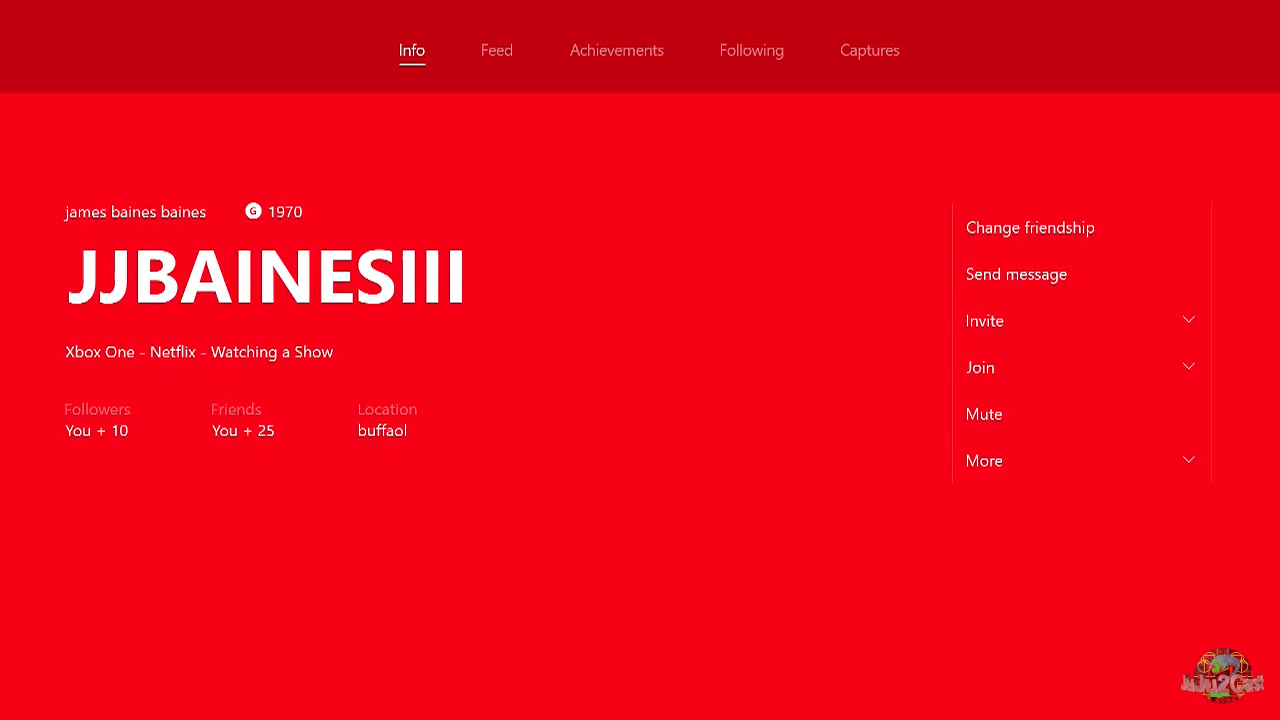 Info Feed Achievements Following Captures
james baines baines G 1970
JJBAINESIII
Xbox One - Netflix - Watching a Show
Followers Friends Location
You + 10 You + 25 buffaol
Change friendship
Send message
Invite
Join
Mute
More
JuJu2Cast